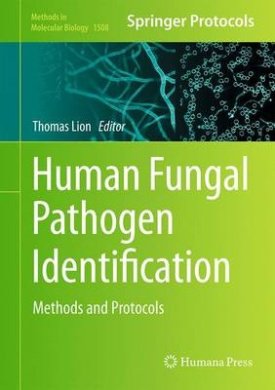 Methods in
Molecular Biology 1508
Springer Protocols
Thomas Lion Editor
Human Fungal
Pathogen
Identification
Methods and Protocols
Humana Press